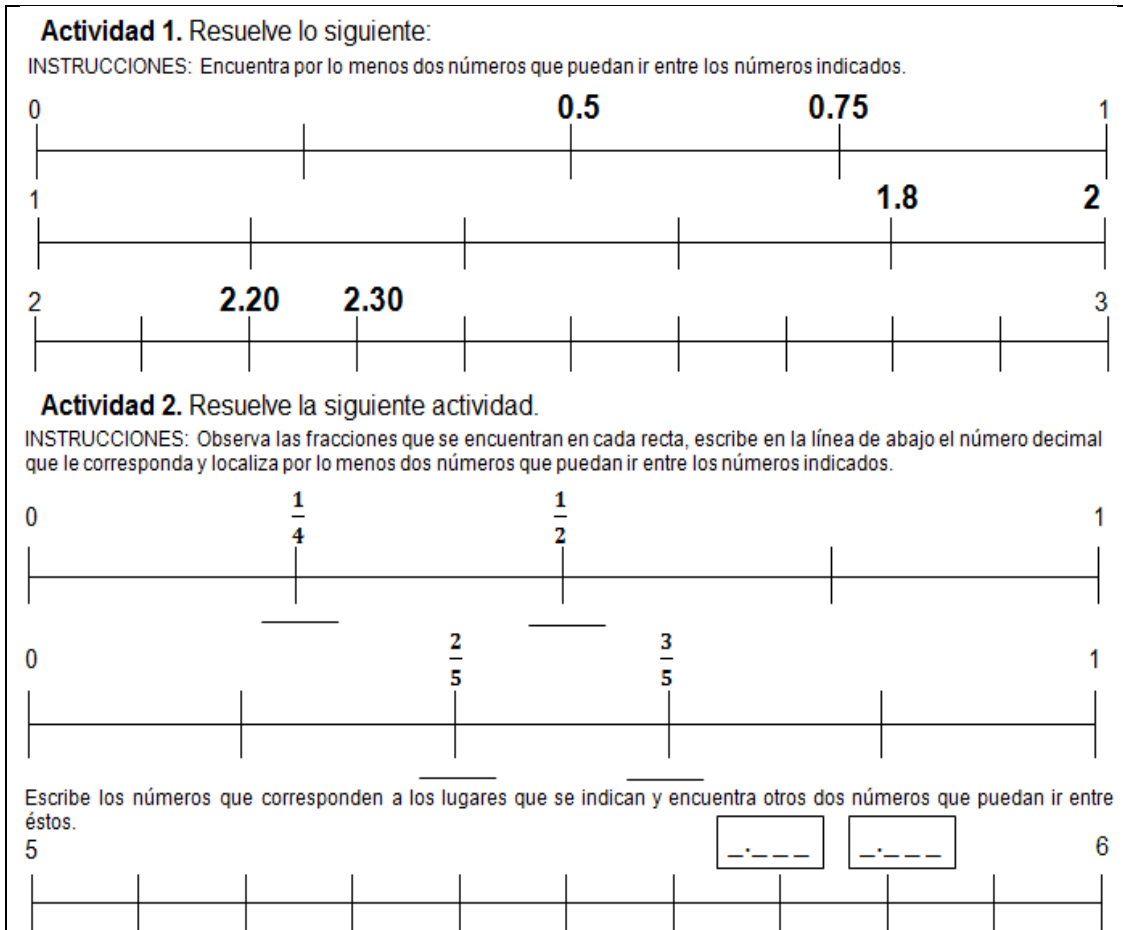 Actividad 1. Resuelve lo siguiente:
INSTRUCCIONES: Encuentra por lo menos dos números que puedan ir entre los números indicados.
0 0.5 0.75 1
1 1.8 2
2 2.20 2.30 3
Actividad 2. Resuelve la siguiente actividad.
INSTRUCCIONES: Observa las fracciones que se encuentran en cada recta, escribe en la línea de abajo el número decimal
que le corresponda y localiza por lo menos dos números que puedan ir entre los números indicados.
0 1/4 1/2 1
0 2/5 3/5 1
Escribe los números que corresponden a los lugares que se indican y encuentra otros dos números que puedan ir entre
éstos.
5 _._ _ _ _._ _ _ 6